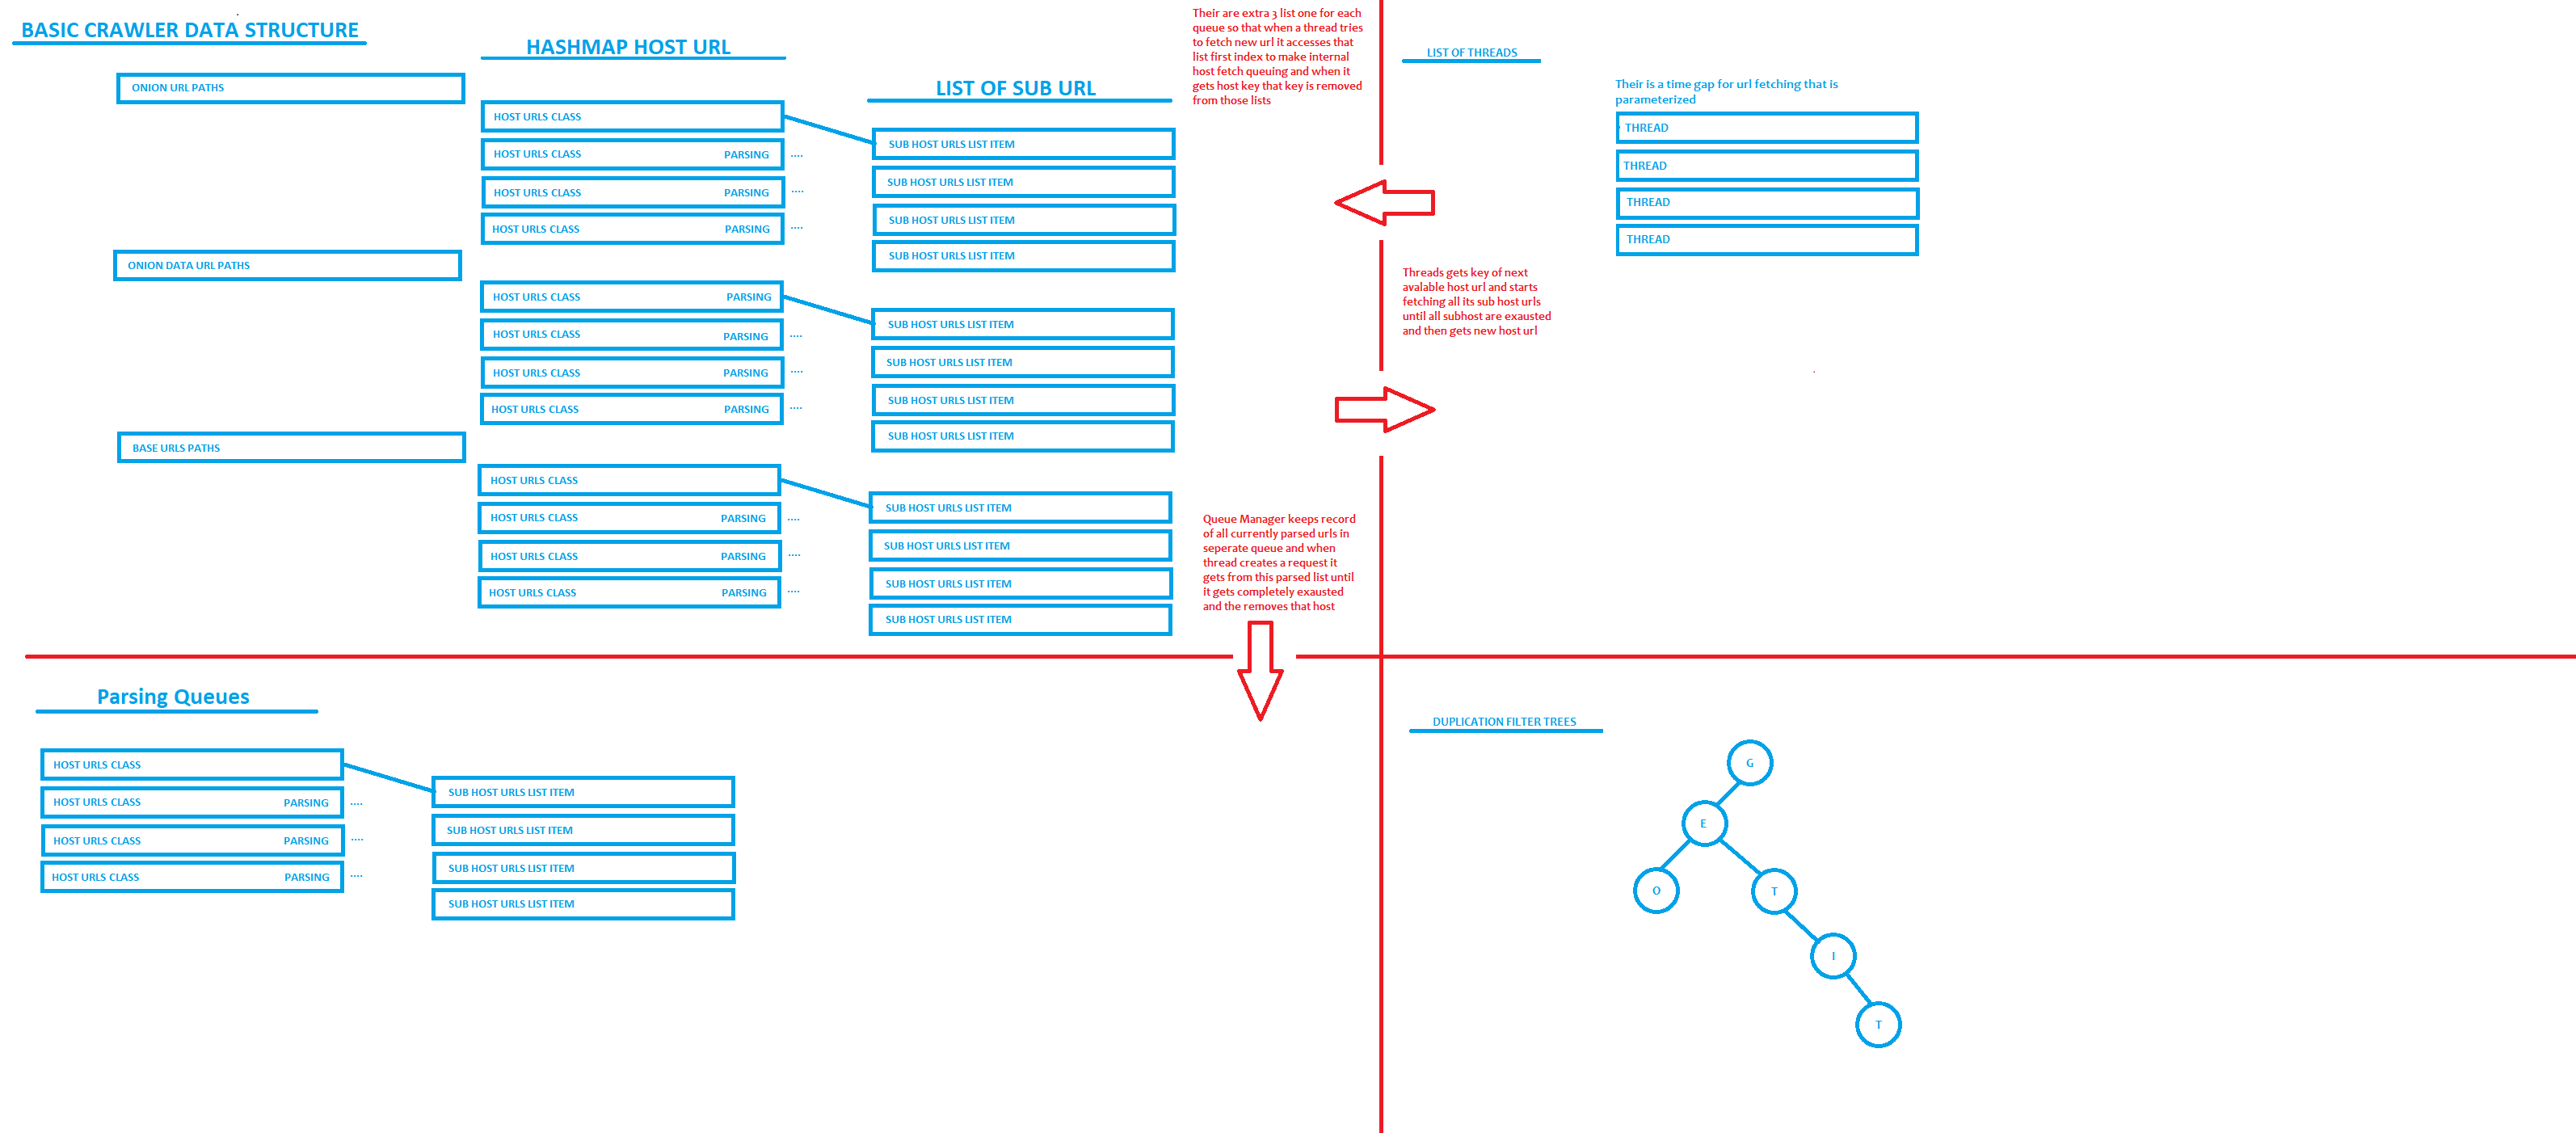 BASIC CRAWLER DATA STRUCTURE
ONION URL PATHS
HASHMAP HOST URL
HOST URLS CLASS
HOST URLS CLASS PARSING ....
HOST URLS CLASS PARSING ....
HOST URLS CLASS PARSING ....
LIST OF SUB URL
SUB HOST URLS LIST ITEM
SUB HOST URLS LIST ITEM
SUB HOST URLS LIST ITEM
SUB HOST URLS LIST ITEM
ONION DATA URL PATHS
HOST URLS CLASS PARSING
HOST URLS CLASS PARSING ....
HOST URLS CLASS PARSING ....
HOST URLS CLASS PARSING ....
SUB HOST URLS LIST ITEM
SUB HOST URLS LIST ITEM
SUB HOST URLS LIST ITEM
SUB HOST URLS LIST ITEM
BASE URLS PATHS
HOST URLS CLASS
HOST URLS CLASS PARSING ....
HOST URLS CLASS PARSING ....
HOST URLS CLASS PARSING ....
SUB HOST URLS LIST ITEM
SUB HOST URLS LIST ITEM
SUB HOST URLS LIST ITEM
SUB HOST URLS LIST ITEM
Their are extra 3 list one for each
queue so that when a thread tries
to fetch new url it accesses that
list first index to make internal
host fetch queuing and when it
gets host key that key is removed
from those lists
Queue Manager keeps record
of all currently parsed urls in
seperate queue and when
thread creates a request it
gets from this parsed list until
it gets completely exausted
and the removes that host
LIST OF THREADS
Their is a time gap for url fetching that is
parameterized
THREAD
THREAD
THREAD
THREAD
Threads gets key of next
avalable host url and starts
fetching all its sub host urls
until all subhost are exausted
and then gets new host url
Parsing Queues
HOST URLS CLASS
HOST URLS CLASS PARSING ....
HOST URLS CLASS PARSING ....
HOST URLS CLASS PARSING ....
SUB HOST URLS LIST ITEM
SUB HOST URLS LIST ITEM
SUB HOST URLS LIST ITEM
SUB HOST URLS LIST ITEM
DUPLICATION FILTER TREES
G
E
O T
I
T